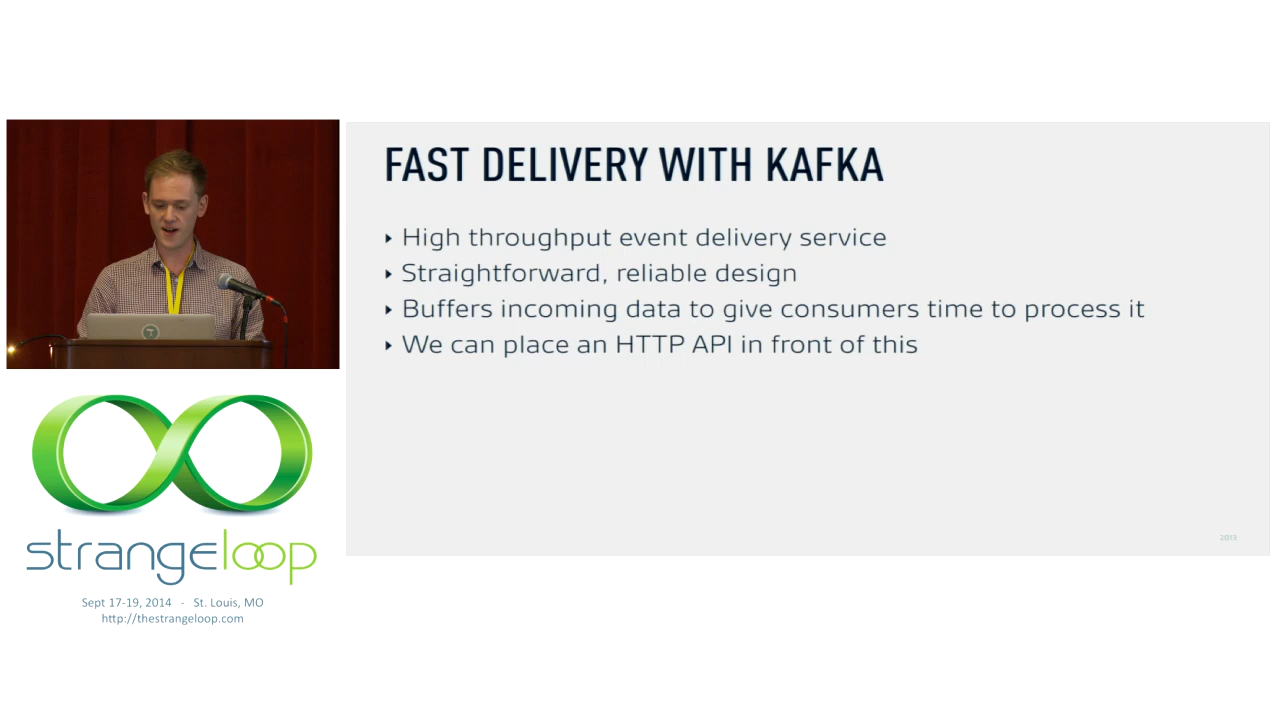 FAST DELIVERY WITH KAFKA
High throughput event delivery service
Straightforward, reliable design
Buffers incoming data to give consumers time to process it
We can place an HTTP API in front of this
2013
strangeloop
Sept 17-19, 2014 - St. Louis, MO
http://thestrangeloop.com